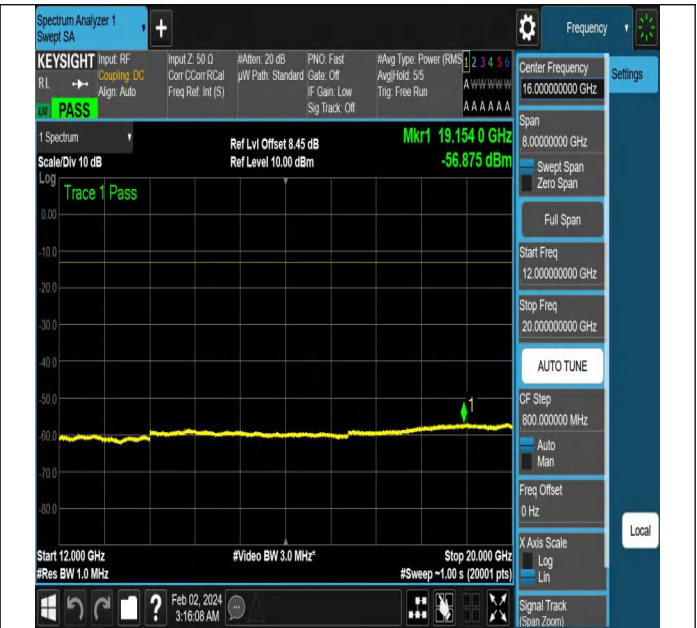 Spectrum Analyzer 1
Swept SA
+
Frequency
KEYSIGHT
Input: RF
Coupling: DC
Align: Auto
RL
PASS
Input Z: 50 Ω
Corr CCorr RCal
Freq Ref: Int (S)
#Atten: 20 dB
µW Path: Standard
PNO: Fast
Gate: Off
IF Gain: Low
Sig Track: Off
#Avg Type: Power (RMS
Avg|Hold: 5/5
Trig: Free Run
1 2 3 4 5 6
A W W W W W
A A A A A A
1 Spectrum
Scale/Div 10 dB
Ref Lvl Offset 8.45 dB
Ref Level 10.00 dBm
Mkr1 19.154 0 GHz
-56.875 dBm
Log
Trace 1 Pass
0.00
-10.0
-20.0
-30.0
-40.0
-50.0
-60.0
-70.0
-80.0
1
Start 12.000 GHz
#Res BW 1.0 MHz
#Video BW 3.0 MHz*
Stop 20.000 GHz
#Sweep ~1.00 s (20001 pts)
?
Feb 02, 2024
3:16:08 AM
Center Frequency
16.000000000 GHz
Settings
Span
8.00000000 GHz
Swept Span
Zero Span
Full Span
Start Freq
12.000000000 GHz
Stop Freq
20.000000000 GHz
AUTO TUNE
CF Step
800.000000 MHz
Auto
Man
Freq Offset
0 Hz
X Axis Scale
Log
Lin
Local
Signal Track
(Span Zoom)